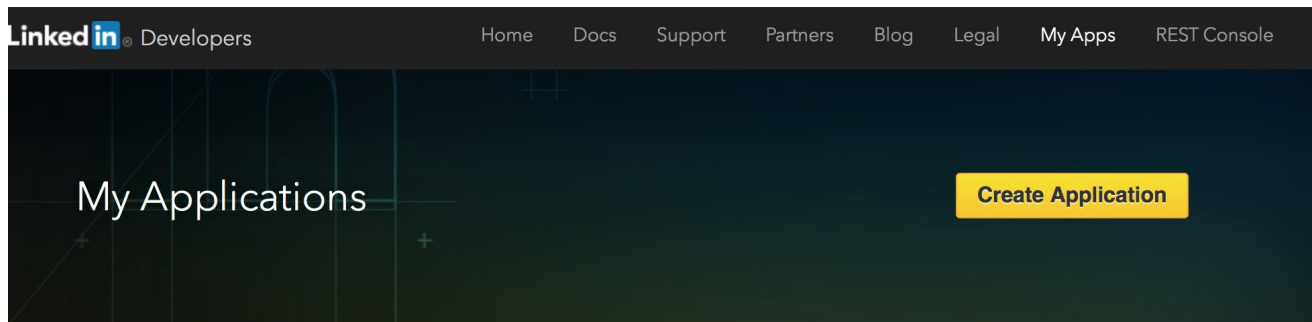 Linked in ® Developers Home Docs Support Partners Blog Legal My Apps REST Console
My Applications Create Application